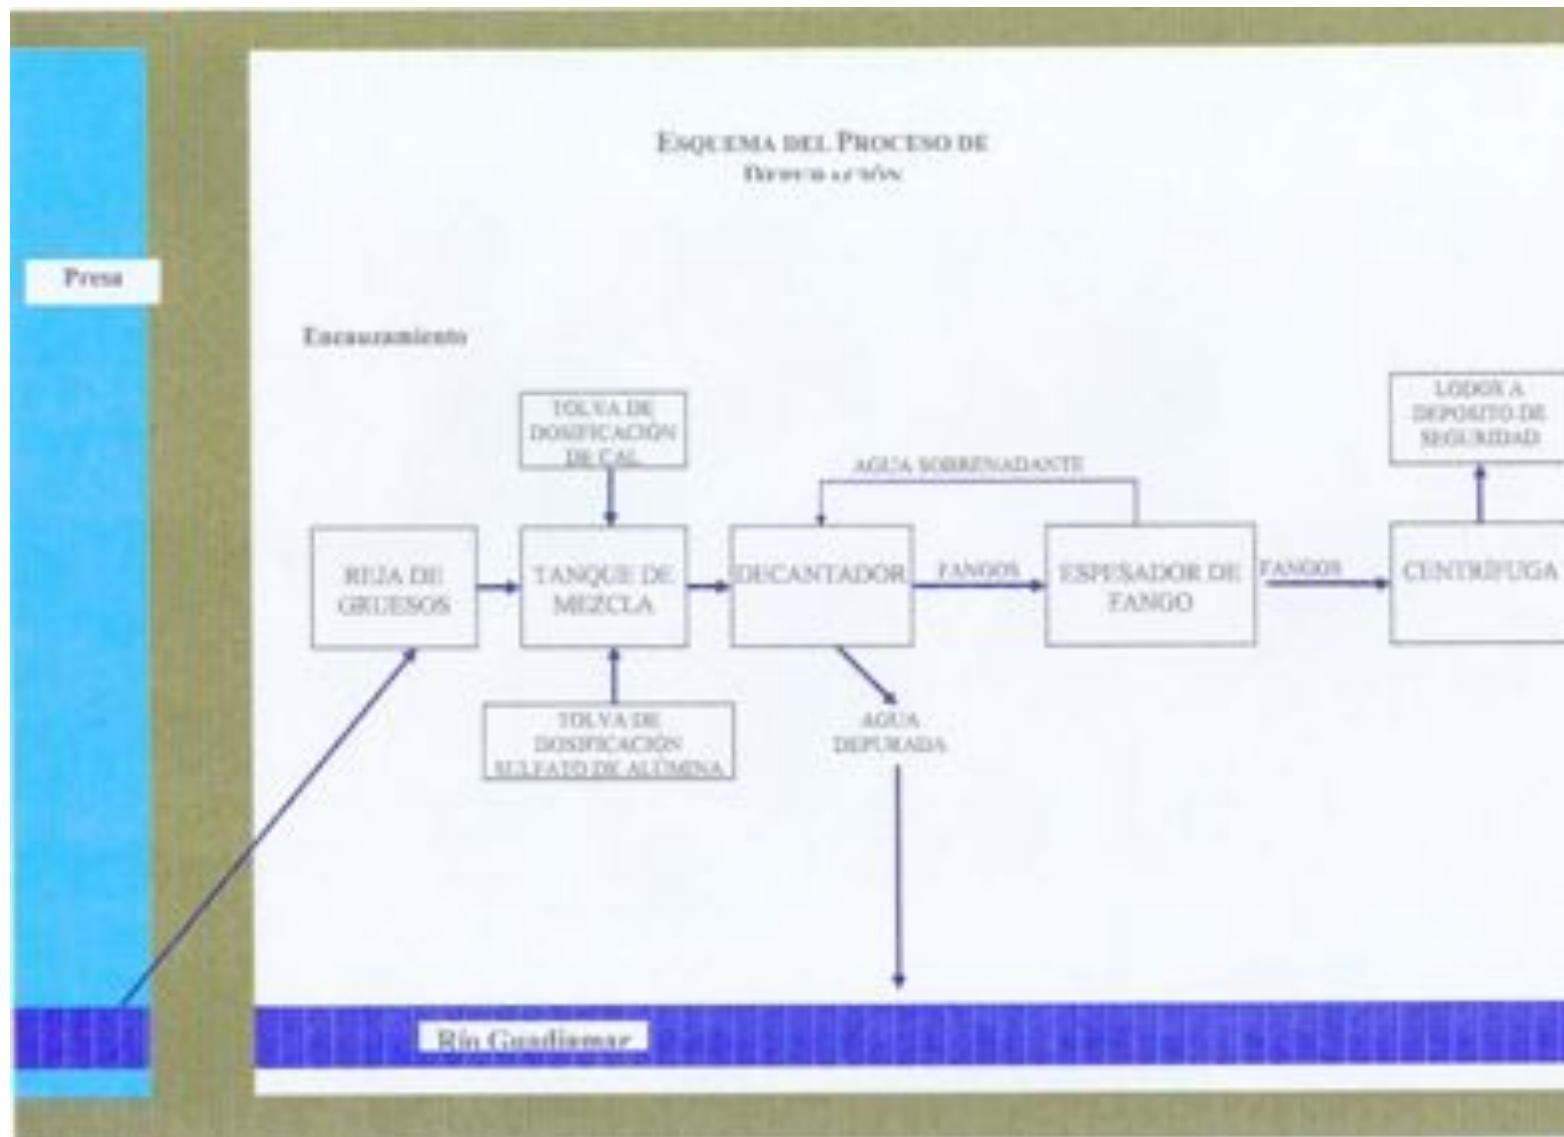 ESQUEMA DEL PROCESO DE
DEPURACIÓN
Presa
Encauzamiento
TOLVA DE
DOSIFICACIÓN
DE CAL
LODOS A
DEPOSITO DE
SEGURIDAD
AGUA SOBRENADANTE
REJA DE
GRUESOS
TANQUE DE
MEZCLA
DECANTADOR
FANGOS
ESPESADOR DE
FANGO
FANGOS
CENTRÍFUGA
TOLVA DE
DOSIFICACIÓN
SULFATO DE ALÚMINA
AGUA
DEPURADA
Río Guadiamar